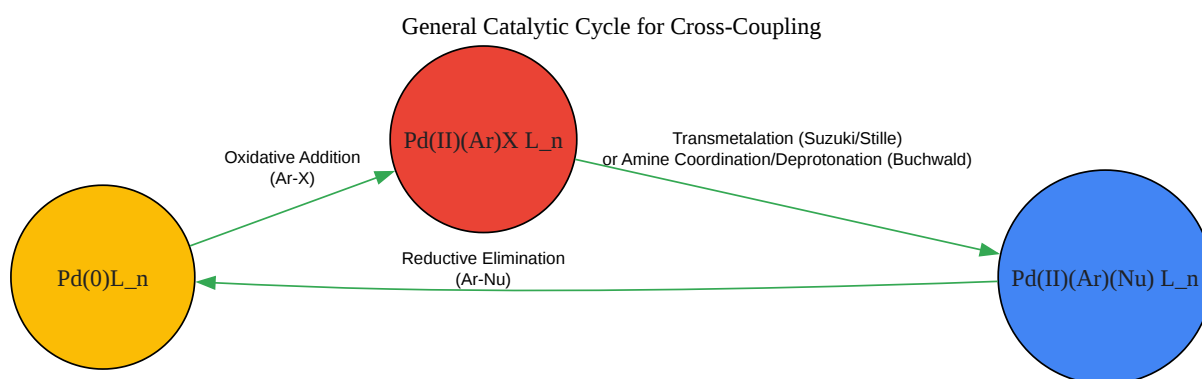 General Catalytic Cycle for Cross-Coupling
Pd(II)(Ar)X L_n
Transmetalation (Suzuki/Stille)
or Amine Coordination/Deprotonation (Buchwald)
Oxidative Addition
(Ar-X)
Reductive Elimination
(Ar-Nu)
Pd(0)L_n
Pd(II)(Ar)(Nu) L_n